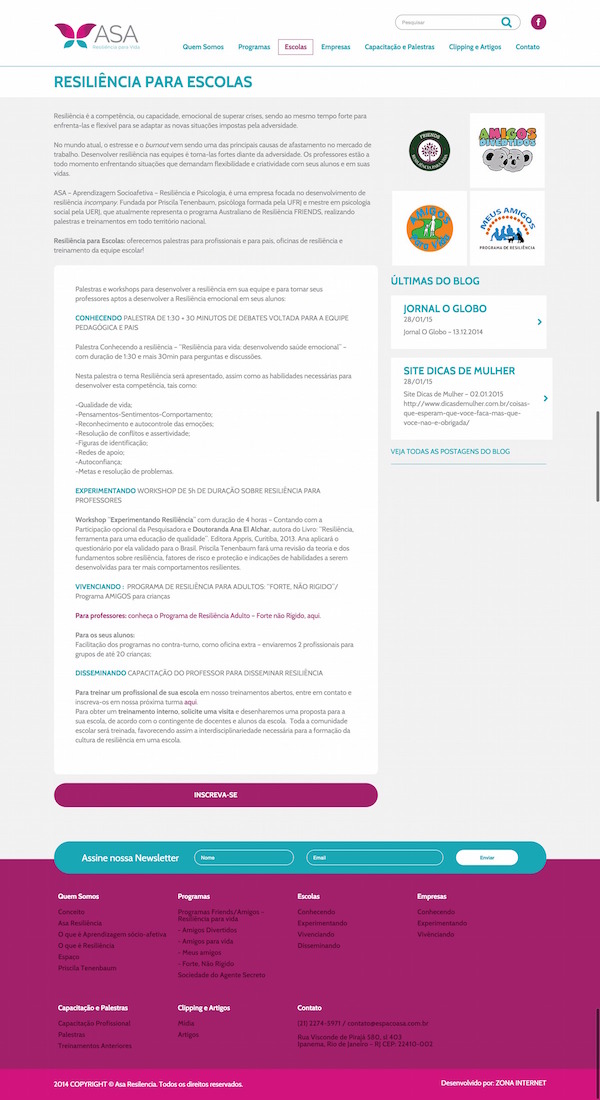 ASA
Resiliência para Vida
Pesquisar
f
Quem Somos
Programas
Escolas
Empresas
Capacitação e Palestras
Clipping e Artigos
Contato
RESILIÊNCIA PARA ESCOLAS
Resiliência é a competência, ou capacidade, emocional de superar crises, sendo ao mesmo tempo forte para
enfrenta-las e flexível para se adaptar as novas situações impostas pela adversidade.
No mundo atual, o estresse e o burnout vem sendo uma das principais causas de afastamento no mercado de
trabalho. Desenvolver resiliência nas equipes é torna-las fortes diante da adversidade. Os professores estão a
todo momento enfrentando situações que demandam flexibilidade e criatividade com seus alunos e em suas
vidas.
ASA – Aprendizagem Socioafetiva – Resiliência e Psicologia, é uma empresa focada no desenvolvimento de
resiliência incompany. Fundada por Priscila Tenenbaum, psicóloga formada pela UFRJ e mestre em psicologia
social pela UERJ, que atualmente representa o programa Australiano de Resiliência FRIENDS, realizando
palestras e treinamentos em todo território nacional.
Resiliência para Escolas: oferecemos palestras para profissionais e para pais, oficinas de resiliência e
treinamento da equipe escolar!
Palestras e workshops para desenvolver a resiliência em sua equipe e para tornar seus
professores aptos a desenvolver a Resiliência emocional em seus alunos:
CONHECENDO PALESTRA DE 1:30 + 30 MINUTOS DE DEBATES VOLTADA PARA A EQUIPE
PEDAGÓGICA E PAIS
Palestra Conhecendo a resiliência – "Resiliência para vida: desenvolvendo saúde emocional" –
com duração de 1:30 e mais 30min para perguntas e discussões.
Nesta palestra o tema Resiliência será apresentado, assim como as habilidades necessárias para
desenvolver esta competência, tais como:
-Qualidade de vida;
-Pensamentos-Sentimentos-Comportamento;
-Reconhecimento e autocontrole das emoções;
-Resolução de conflitos e assertividade;
-Figuras de identificação;
-Redes de apoio;
-Autoconfiança;
-Metas e resolução de problemas.
EXPERIMENTANDO WORKSHOP DE 5h DE DURAÇÃO SOBRE RESILIÊNCIA PARA
PROFESSORES
Workshop "Experimentando Resiliência" com duração de 4 horas – Contando com a
Participação opcional da Pesquisadora e Doutoranda Ana El Alchar, autora do Livro: "Resiliência,
ferramenta para uma educação de qualidade". Editora Appris, Curitiba, 2013. Ana aplicará o
questionário por ela validado para o Brasil. Priscila Tenenbaum fará uma revisão da teoria e dos
fundamentos sobre resiliência, fatores de risco e proteção e indicações de habilidades a serem
desenvolvidas para ter mais comportamentos resilientes.
VIVENCIANDO : PROGRAMA DE RESILIÊNCIA PARA ADULTOS: "FORTE, NÃO RIGIDO"/
Programa AMIGOS para crianças
Para professores: conheça o Programa de Resiliência Adulto – Forte não Rigido, aqui.
Para os seus alunos:
Facilitação dos programas no contra-turno, como oficina extra – enviaremos 2 profissionais para
grupos de até 20 crianças;
DISSEMINANDO CAPACITAÇÃO DO PROFESSOR PARA DISSEMINAR RESILIÊNCIA
Para treinar um profissional de sua escola em nosso treinamentos abertos, entre em contato e
inscreva-os em nossa próxima turma aqui.
Para obter um treinamento interno, solicite uma visita e desenharemos uma proposta para a
sua escola, de acordo com o contingente de docentes e alunos da escola. Toda a comunidade
escolar será treinada, favorecendo assim a interdisciplinariedade necessária para a formação da
cultura de resiliência em uma escola.
INSCREVA-SE
FRIENDS
AMIGOS
DIVERTIDOS
AMIGOS
Para Vida
MEUS AMIGOS
PROGRAMA DE RESILIÊNCIA
ÚLTIMAS DO BLOG
JORNAL O GLOBO
28/01/15
Jornal O Globo – 13.12.2014
SITE DICAS DE MULHER
28/01/15
Site Dicas de Mulher – 02.01.2015
http://www.dicasdemulher.com.br/coisas-
que-esperam-que-voce-faca-mas-que-
voce-nao-e-obrigada/
VEJA TODAS AS POSTAGENS DO BLOG
Assine nossa Newsletter
Nome
Email
Enviar
Quem Somos
Conceito
Asa Resiliência
O que é Aprendizagem sócio-afetiva
O que é Resiliência
Espaço
Priscila Tenenbaum
Programas
Programas Friends/Amigos –
Resiliência para vida
- Amigos Divertidos
- Amigos para vida
- Meus amigos
- Forte, Não Rígido
Sociedade do Agente Secreto
Escolas
Conhecendo
Experimentando
Vivenciando
Disseminando
Empresas
Conhecendo
Experimentando
Vivênciando
Capacitação e Palestras
Capacitação Profissional
Palestras
Treinamentos Anteriores
Clipping e Artigos
Mídia
Artigos
Contato
(21) 2274-5971 / contato@espacoasa.com.br
Rua Visconde de Pirajá 580, sl 403
Ipanema, Rio de Janeiro – RJ CEP: 22410-002
2014 COPYRIGHT © Asa Resilencia. Todos os direitos reservados.
Desenvolvido por: ZONA INTERNET